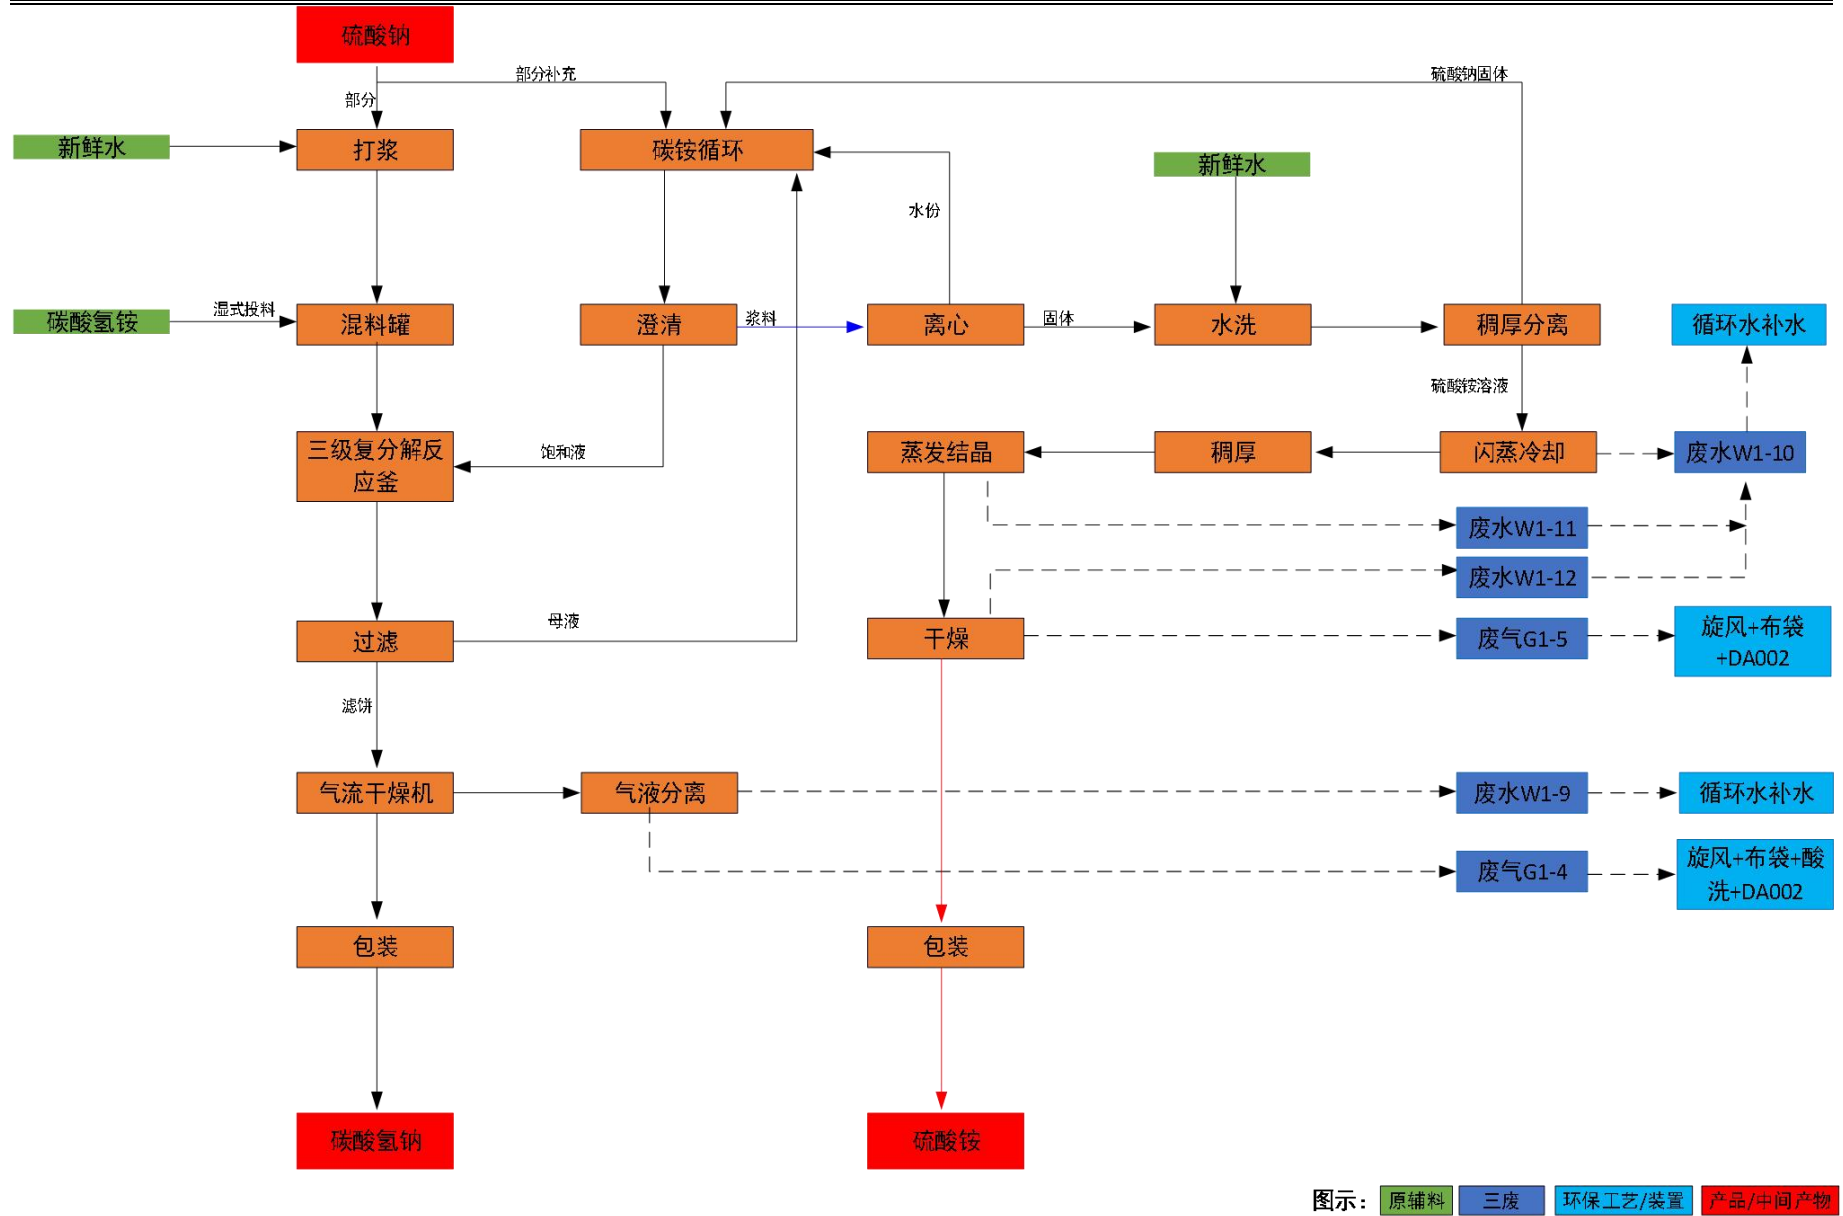 硫酸钠
部分补充
硫酸钠固体
部分
新鲜水
打浆
碳铵循环
新鲜水
水份
碳酸氢铵
湿式投料
混料罐
澄清
浆料
离心
固体
水洗
稠厚分离
循环水补水
硫酸铵溶液
三级复分解反
应釜
饱和液
蒸发结晶
稠厚
闪蒸冷却
废水W1-10
废水W1-11
废水W1-12
过滤
母液
干燥
废气G1-5
旋风+布袋
+DA002
滤饼
气流干燥机
气液分离
废水W1-9
循环水补水
废气G1-4
旋风+布袋+酸
洗+DA002
包装
包装
碳酸氢钠
硫酸铵
图示：
原辅料
三废
环保工艺/装置
产品/中间产物